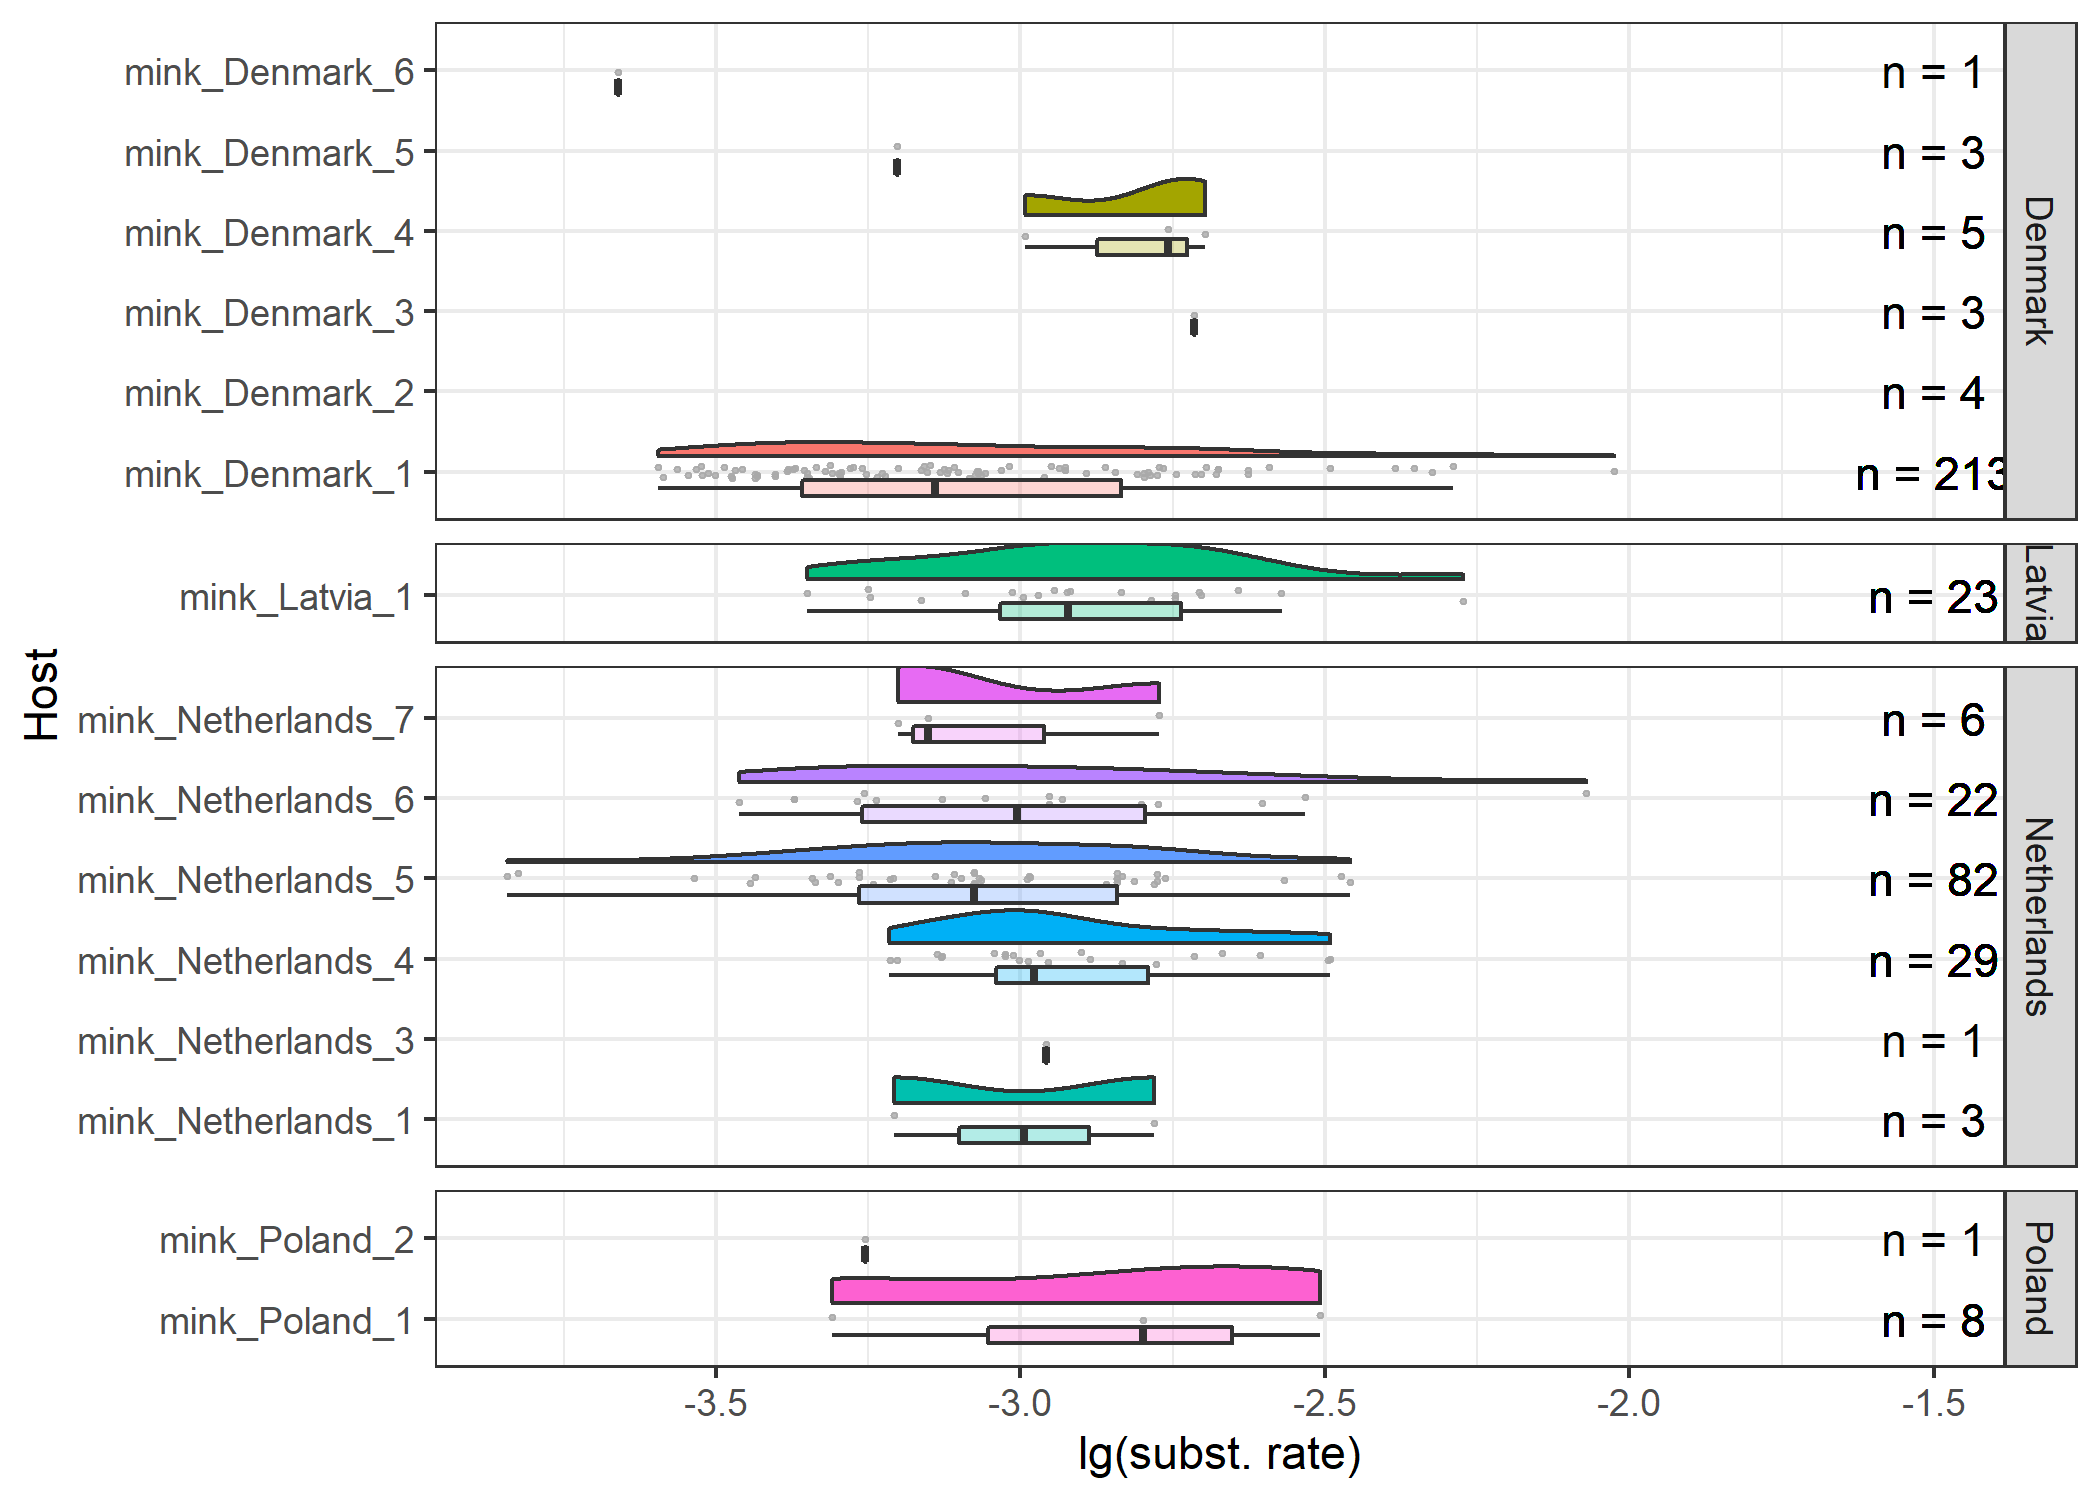 mink_Denmark_6 n = 1
mink_Denmark_5 n = 3
mink_Denmark_4 n = 5
mink_Denmark_3 n = 3
mink_Denmark_2 n = 4
mink_Denmark_1 n = 213
Denmark
mink_Latvia_1 n = 23
Latvia
mink_Netherlands_7 n = 6
mink_Netherlands_6 n = 22
mink_Netherlands_5 n = 82
mink_Netherlands_4 n = 29
mink_Netherlands_3 n = 1
mink_Netherlands_1 n = 3
Netherlands
mink_Poland_2 n = 1
mink_Poland_1 n = 8
Poland
Host
-3.5 -3.0 -2.5 -2.0 -1.5
lg(subst. rate)